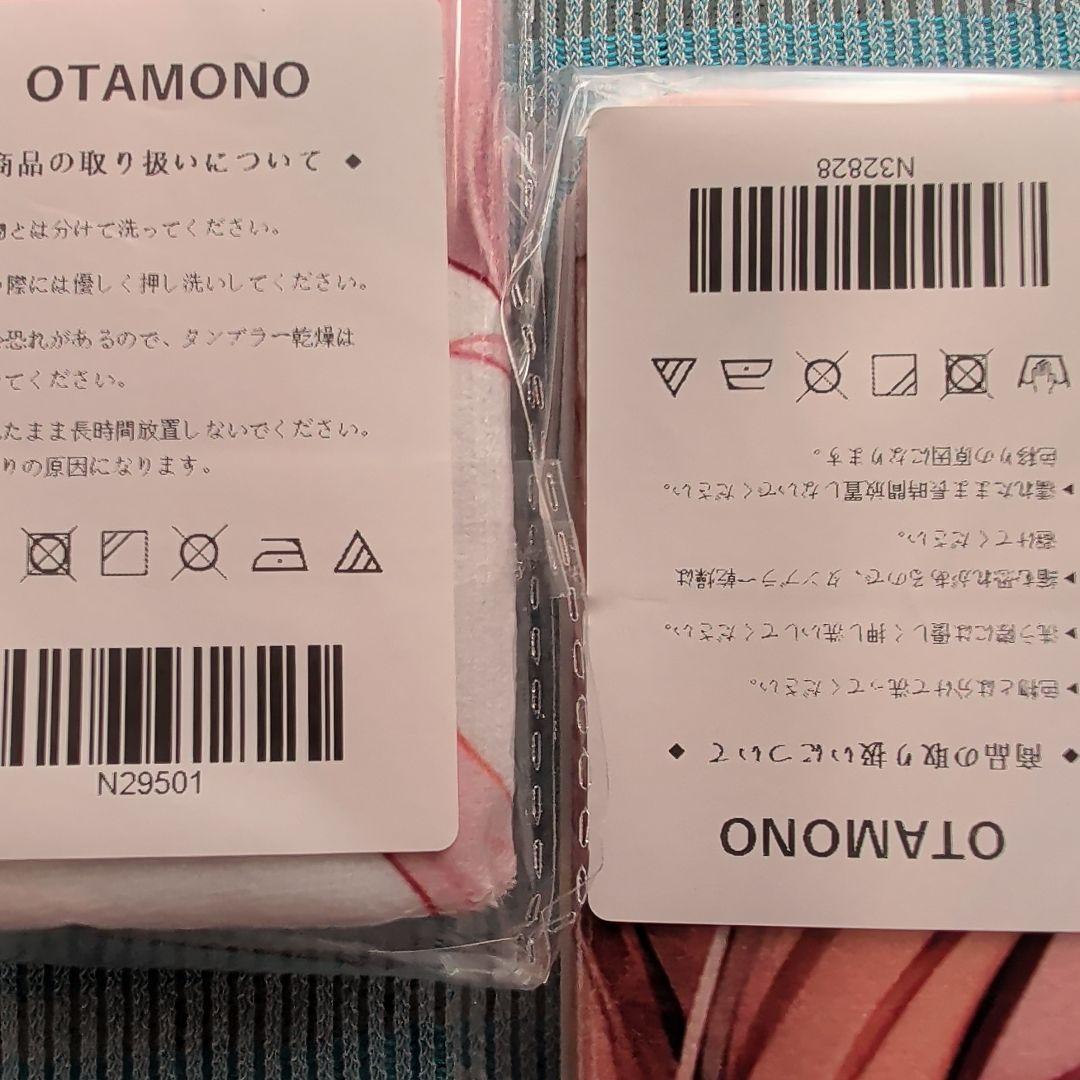 OTAMONO
商品の取り扱いについて ◆
物とは分けて洗ってください。
際には優しく押し洗いしてください。
恐れがあるので、タンブラー乾燥は
てください。
たまま長時間放置しないでください。
りの原因になります。
N29501
OTAMONO
◆ 商品の取り扱いについて ◆
▶ 色物とは分けて洗ってください。
▶ 洗う際には優しく押し洗いしてください。
▶ 縮む恐れがあるので、タンブラー乾燥は
避けてください。
▶ 濡れたまま長時間放置しないでください。
色移りの原因になります。
N32828